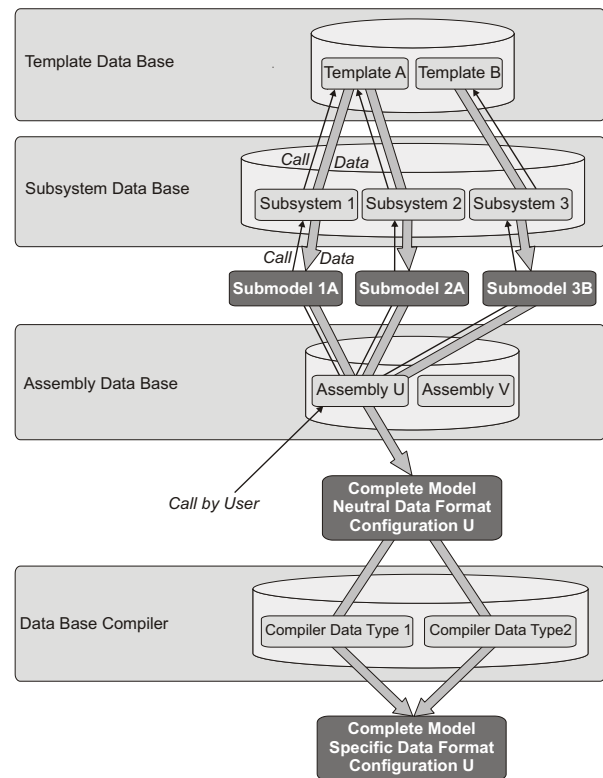 Template Data Base
Template A
Template B
Call
Data
Subsystem Data Base
Subsystem 1
Subsystem 2
Subsystem 3
Call
Data
Submodel 1A
Submodel 2A
Submodel 3B
Assembly Data Base
Assembly U
Assembly V
Call by User
Complete Model
Neutral Data Format
Configuration U
Data Base Compiler
Compiler Data Type 1
Compiler Data Type2
Complete Model
Specific Data Format
Configuration U